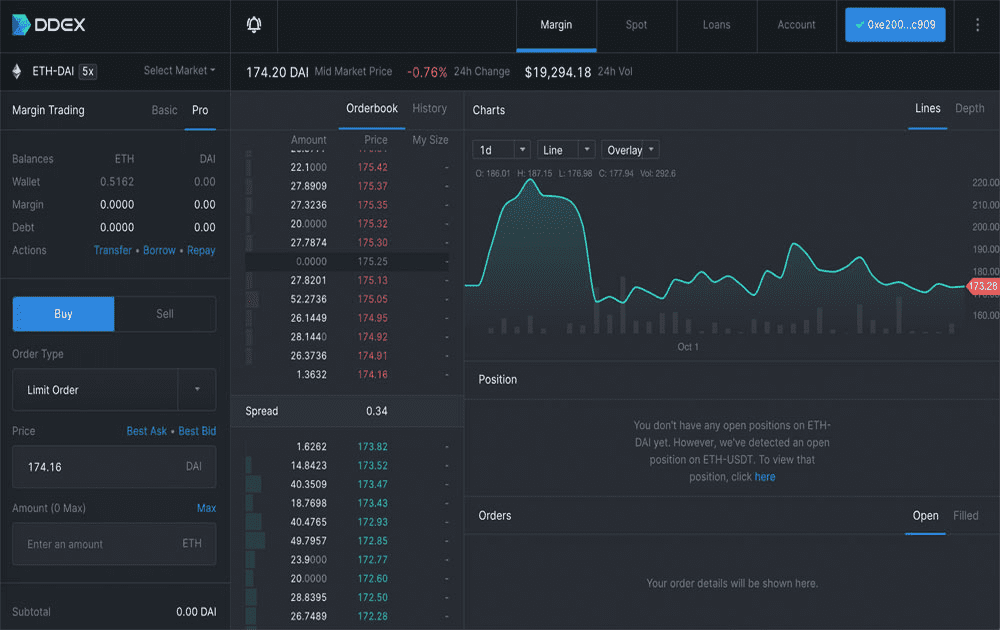 DDEX
Margin Spot Loans Account 0xe200...c909
ETH-DAI 5x Select Market
174.20 DAI Mid Market Price -0.76% 24h Change $19,294.18 24h Vol
Margin Trading Basic Pro
Balances ETH DAI
Wallet 0.5162 0.00
Margin 0.0000 0.00
Debt 0.0000 0.00
Actions Transfer • Borrow • Repay
Buy Sell
Order Type
Limit Order
Price Best Ask • Best Bid
174.16 DAI
Amount (0 Max) Max
Enter an amount ETH
Subtotal 0.00 DAI
Orderbook History
Amount Price My Size
22.1000 175.42 -
27.8909 175.37 -
27.3236 175.35 -
20.0000 175.32 -
27.7874 175.30 -
0.0000 175.25 -
27.8201 175.13 -
52.2736 175.05 -
26.1449 174.95 -
28.1440 174.92 -
26.3736 174.91 -
1.3632 174.16 -
Spread 0.34
1.6262 173.82 -
14.8423 173.52 -
40.3509 173.47 -
18.7698 173.43 -
40.4765 172.93 -
49.7957 172.85 -
23.9000 172.77 -
20.0000 172.60 -
28.8395 172.50 -
26.7489 172.28 -
Charts Lines Depth
1d Line Overlay
O: 186.01 H: 187.15 L: 176.98 C: 177.94 Vol: 292.6
220.00
210.00
200.00
190.00
180.00
173.28
160.00
Oct 1
Position
You don't have any open positions on ETH-
DAI yet. However, we've detected an open
position on ETH-USDT. To view that
position, click here
Orders Open Filled
Your order details will be shown here.